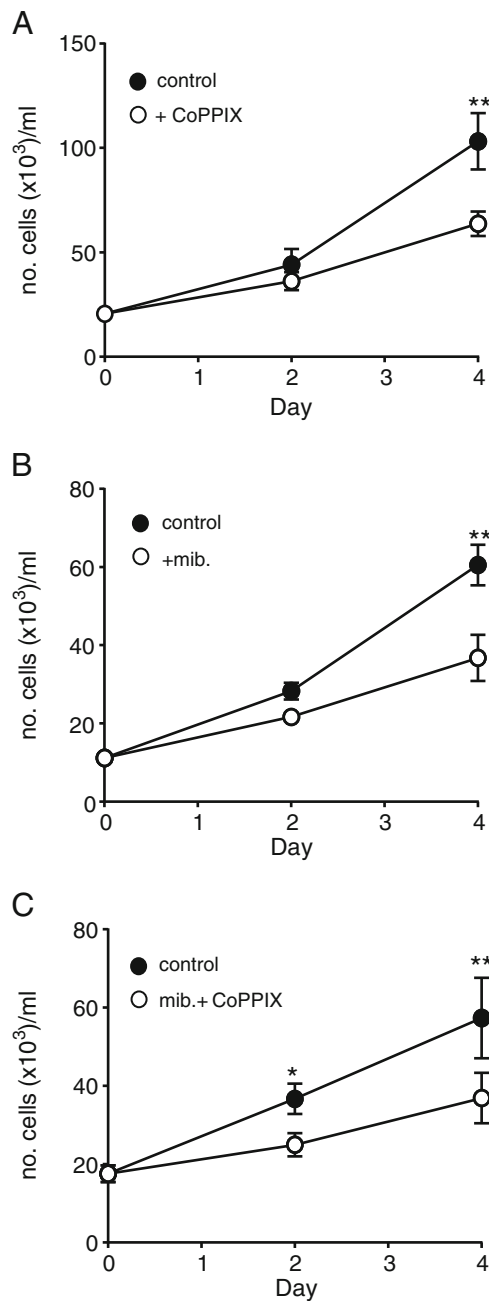 A
150
control
+ CoPPIX
**
100
no. cells (x10³)/ml
50
0
0 1 2 3 4
Day
B
80
control
+mib.
**
60
no. cells (x10³)/ml
40
20
0
0 1 2 3 4
Day
C
80
control
mib.+ CoPPIX
**
60
no. cells (x10³)/ml
*
40
20
0
0 1 2 3 4
Day